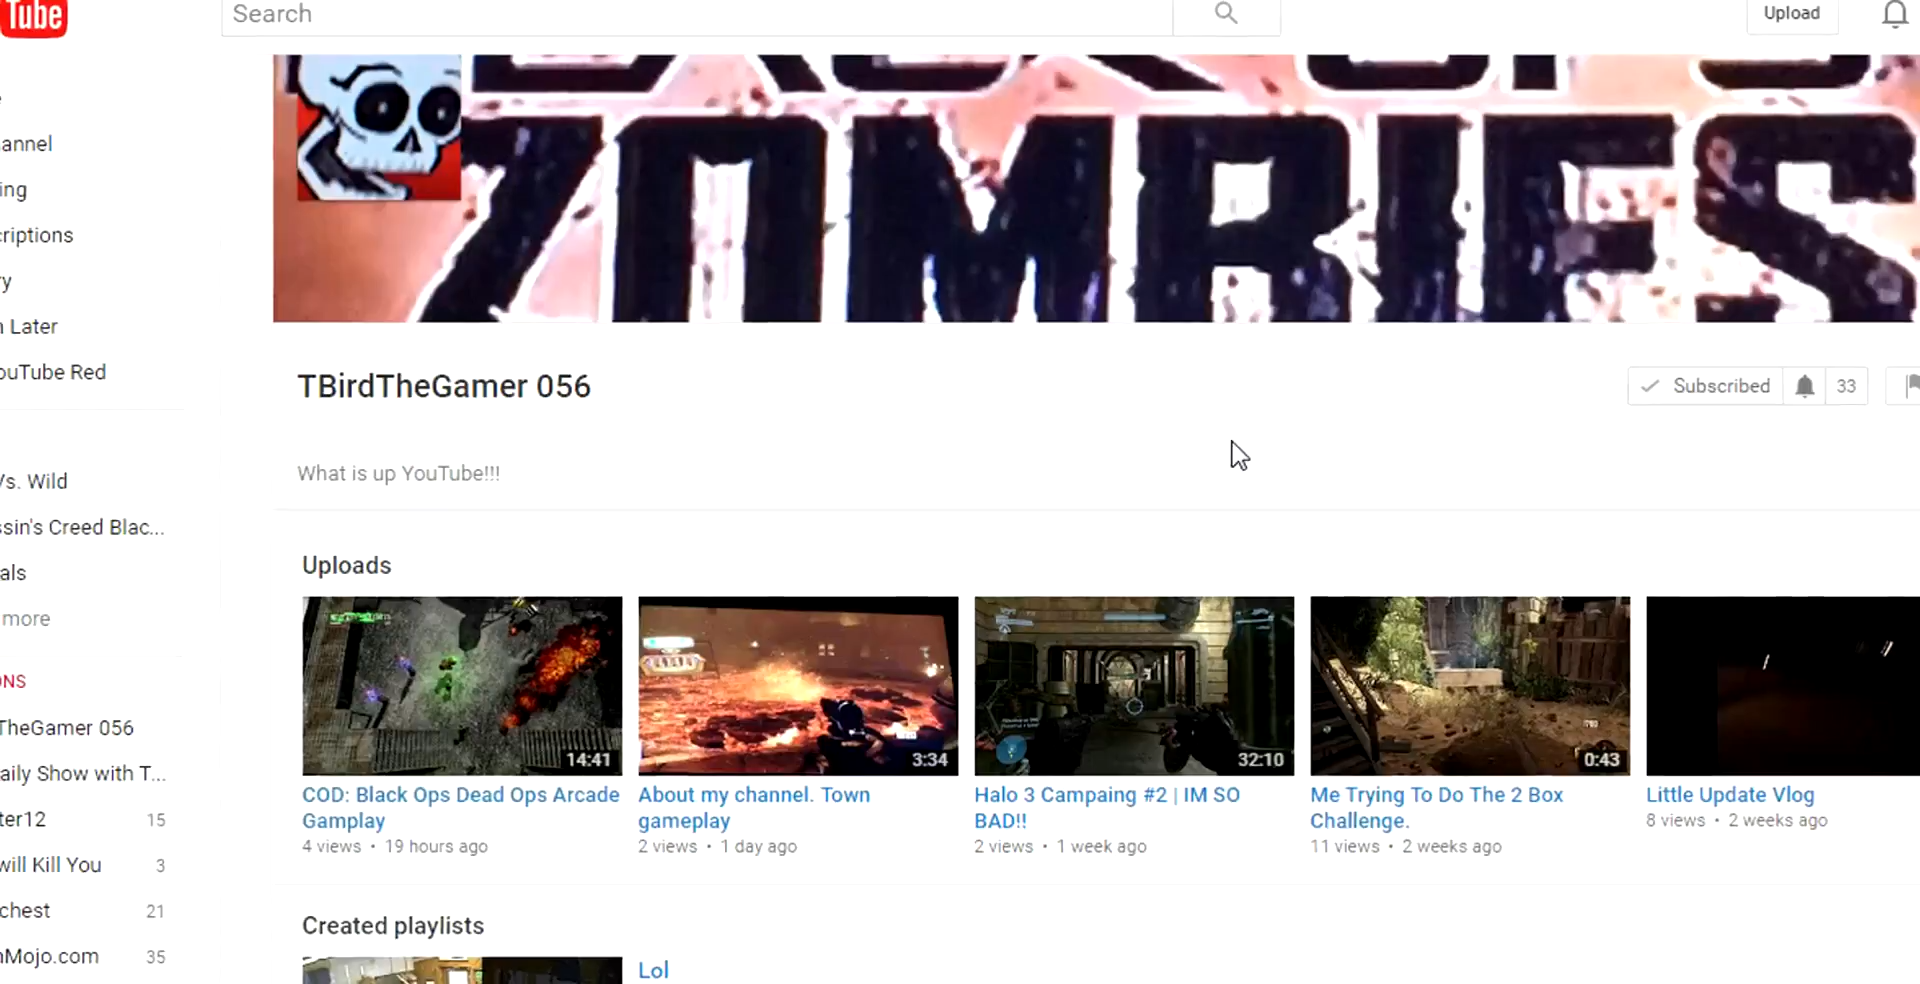 Tube
Search
Upload
ZOMBIES
annel
ing
criptions
ry
n Later
ouTube Red
TBirdTheGamer 056
Subscribed 33
What is up YouTube!!!
Vs. Wild
ssin's Creed Blac...
als
more
Uploads
NS
TheGamer 056
aily Show with T...
ter12 15
will Kill You 3
chest 21
nMojo.com 35
14:41
3:34
32:10
0:43
COD: Black Ops Dead Ops Arcade
Gamplay
4 views • 19 hours ago
About my channel. Town
gameplay
2 views • 1 day ago
Halo 3 Campaing #2 | IM SO
BAD!!
2 views • 1 week ago
Me Trying To Do The 2 Box
Challenge.
11 views • 2 weeks ago
Little Update Vlog
8 views • 2 weeks ago
Created playlists
Lol